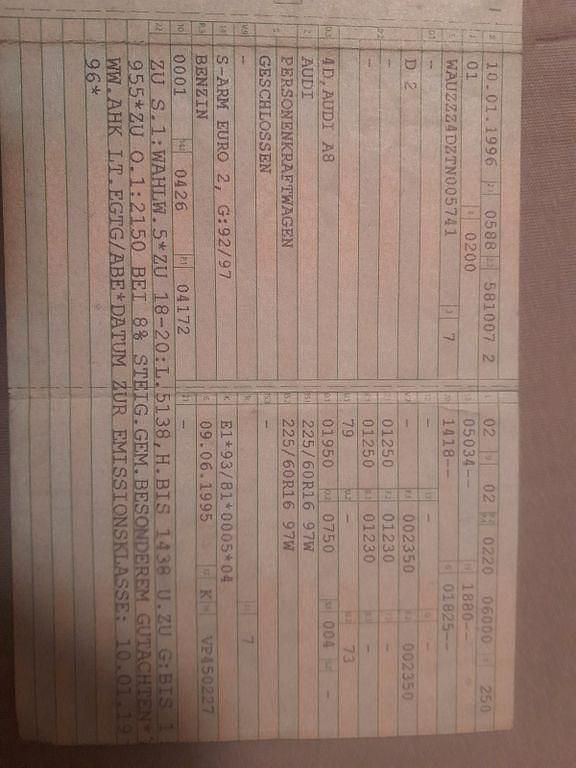 10.01.1996 0588 581007 2
01 0200
WAUZZZ4DZTN005741 7
-
D 2
-
-
4D,AUDI A8
AUDI
PERSONENKRAFTWAGEN
GESCHLOSSEN
-
S-ARM EURO 2, G:92/97
BENZIN
0001 0426 04172
02 02 0220 06000 250
05034-- 1880--
1418-- 01825--
- - -
- 002350 002350
01250 01230 -
01250 01230 -
79 - 73
01950 0750 004 -
225/60R16 97W
225/60R16 97W
-
7
E1*93/81*0005*04
09.06.1995 K VP450227
-
ZU S.1:WAHLW.5*ZU 18-20:L.5138,H.BIS 1438 U.ZU G:BIS 1
955*ZU O.1:2150 BEI 8% STEIG.GEM.BESONDEREM GUTACHTEN*
WW.AHK LT.EGTG/ABE*DATUM ZUR EMISSIONSKLASSE: 10.01.19
96*